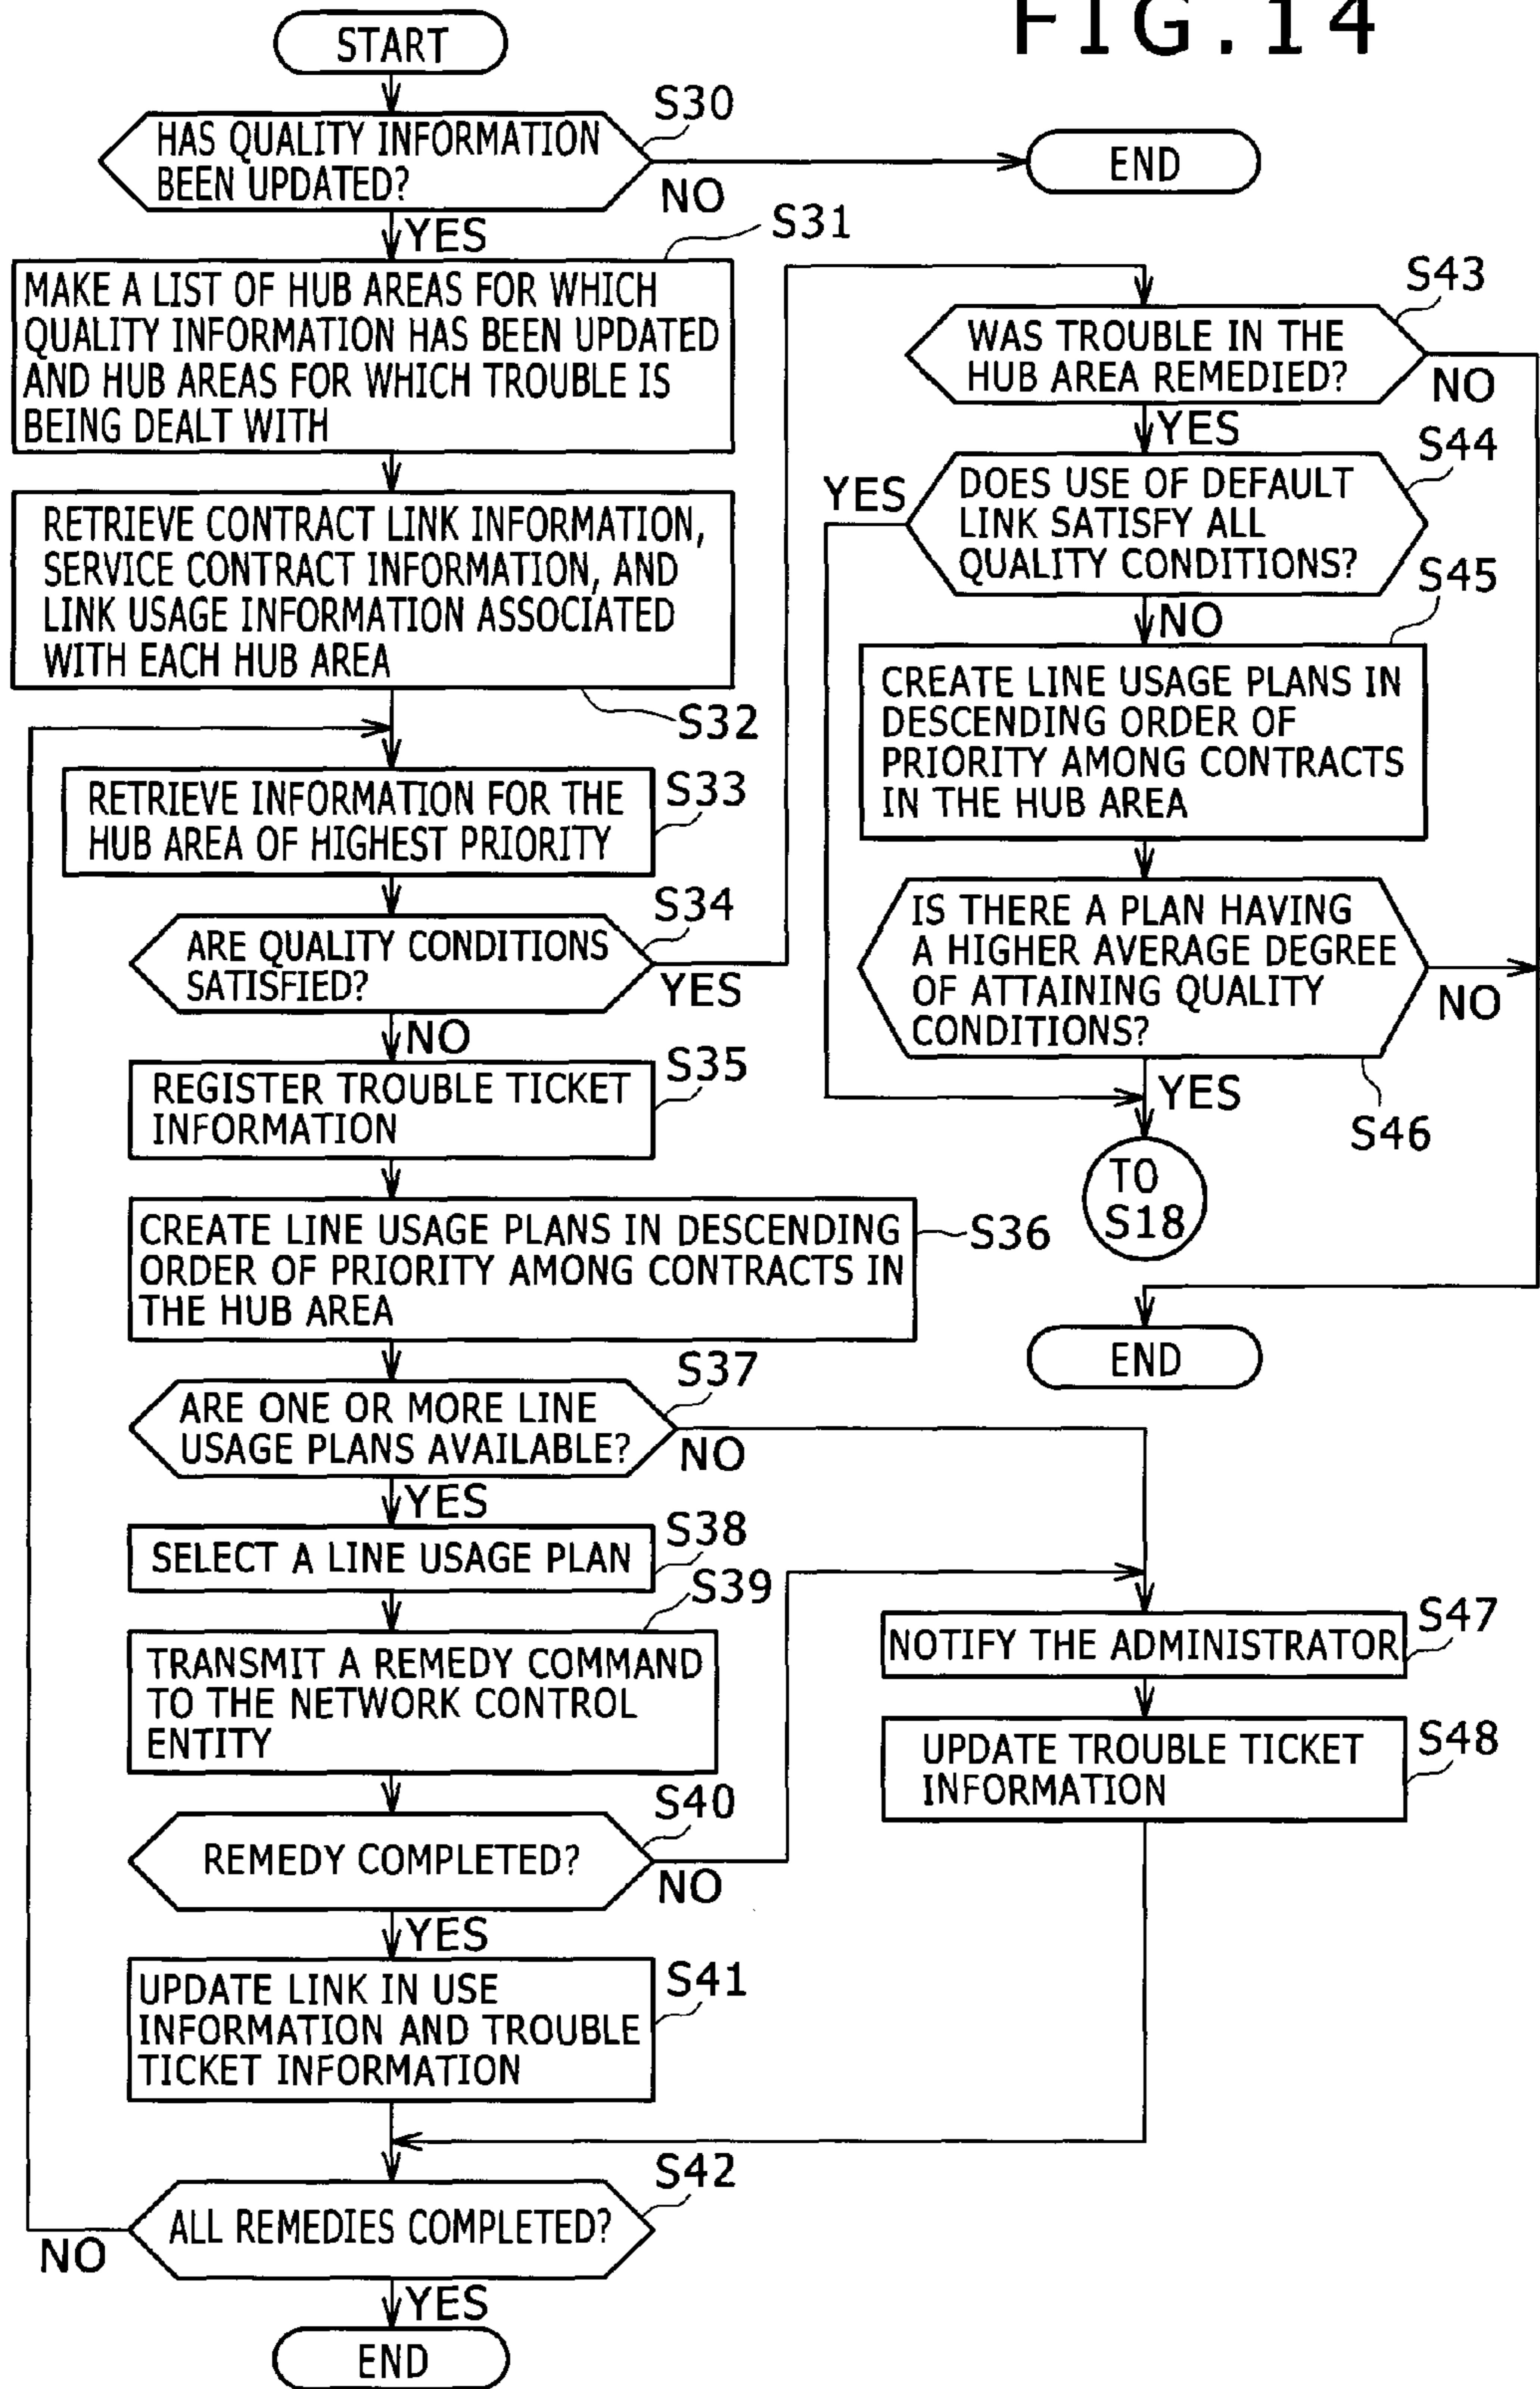 FIG.14
START
S30
HAS QUALITY INFORMATION
BEEN UPDATED?
NO
END
YES
S31
MAKE A LIST OF HUB AREAS FOR WHICH
QUALITY INFORMATION HAS BEEN UPDATED
AND HUB AREAS FOR WHICH TROUBLE IS
BEING DEALT WITH
RETRIEVE CONTRACT LINK INFORMATION,
SERVICE CONTRACT INFORMATION, AND
LINK USAGE INFORMATION ASSOCIATED
WITH EACH HUB AREA
S32
RETRIEVE INFORMATION FOR THE
HUB AREA OF HIGHEST PRIORITY
S33
S34
ARE QUALITY CONDITIONS
SATISFIED?
YES
NO
S35
REGISTER TROUBLE TICKET
INFORMATION
CREATE LINE USAGE PLANS IN DESCENDING
ORDER OF PRIORITY AMONG CONTRACTS IN
THE HUB AREA
S36
S37
ARE ONE OR MORE LINE
USAGE PLANS AVAILABLE?
NO
YES
S38
SELECT A LINE USAGE PLAN
S39
TRANSMIT A REMEDY COMMAND
TO THE NETWORK CONTROL
ENTITY
S40
REMEDY COMPLETED?
NO
YES
S41
UPDATE LINK IN USE
INFORMATION AND TROUBLE
TICKET INFORMATION
S42
ALL REMEDIES COMPLETED?
NO
YES
END
S43
WAS TROUBLE IN THE
HUB AREA REMEDIED?
NO
YES
S44
YES
DOES USE OF DEFAULT
LINK SATISFY ALL
QUALITY CONDITIONS?
S45
NO
CREATE LINE USAGE PLANS IN
DESCENDING ORDER OF
PRIORITY AMONG CONTRACTS
IN THE HUB AREA
IS THERE A PLAN HAVING
A HIGHER AVERAGE DEGREE
OF ATTAINING QUALITY
CONDITIONS?
NO
YES
S46
TO
S18
END
S47
NOTIFY THE ADMINISTRATOR
S48
UPDATE TROUBLE TICKET
INFORMATION